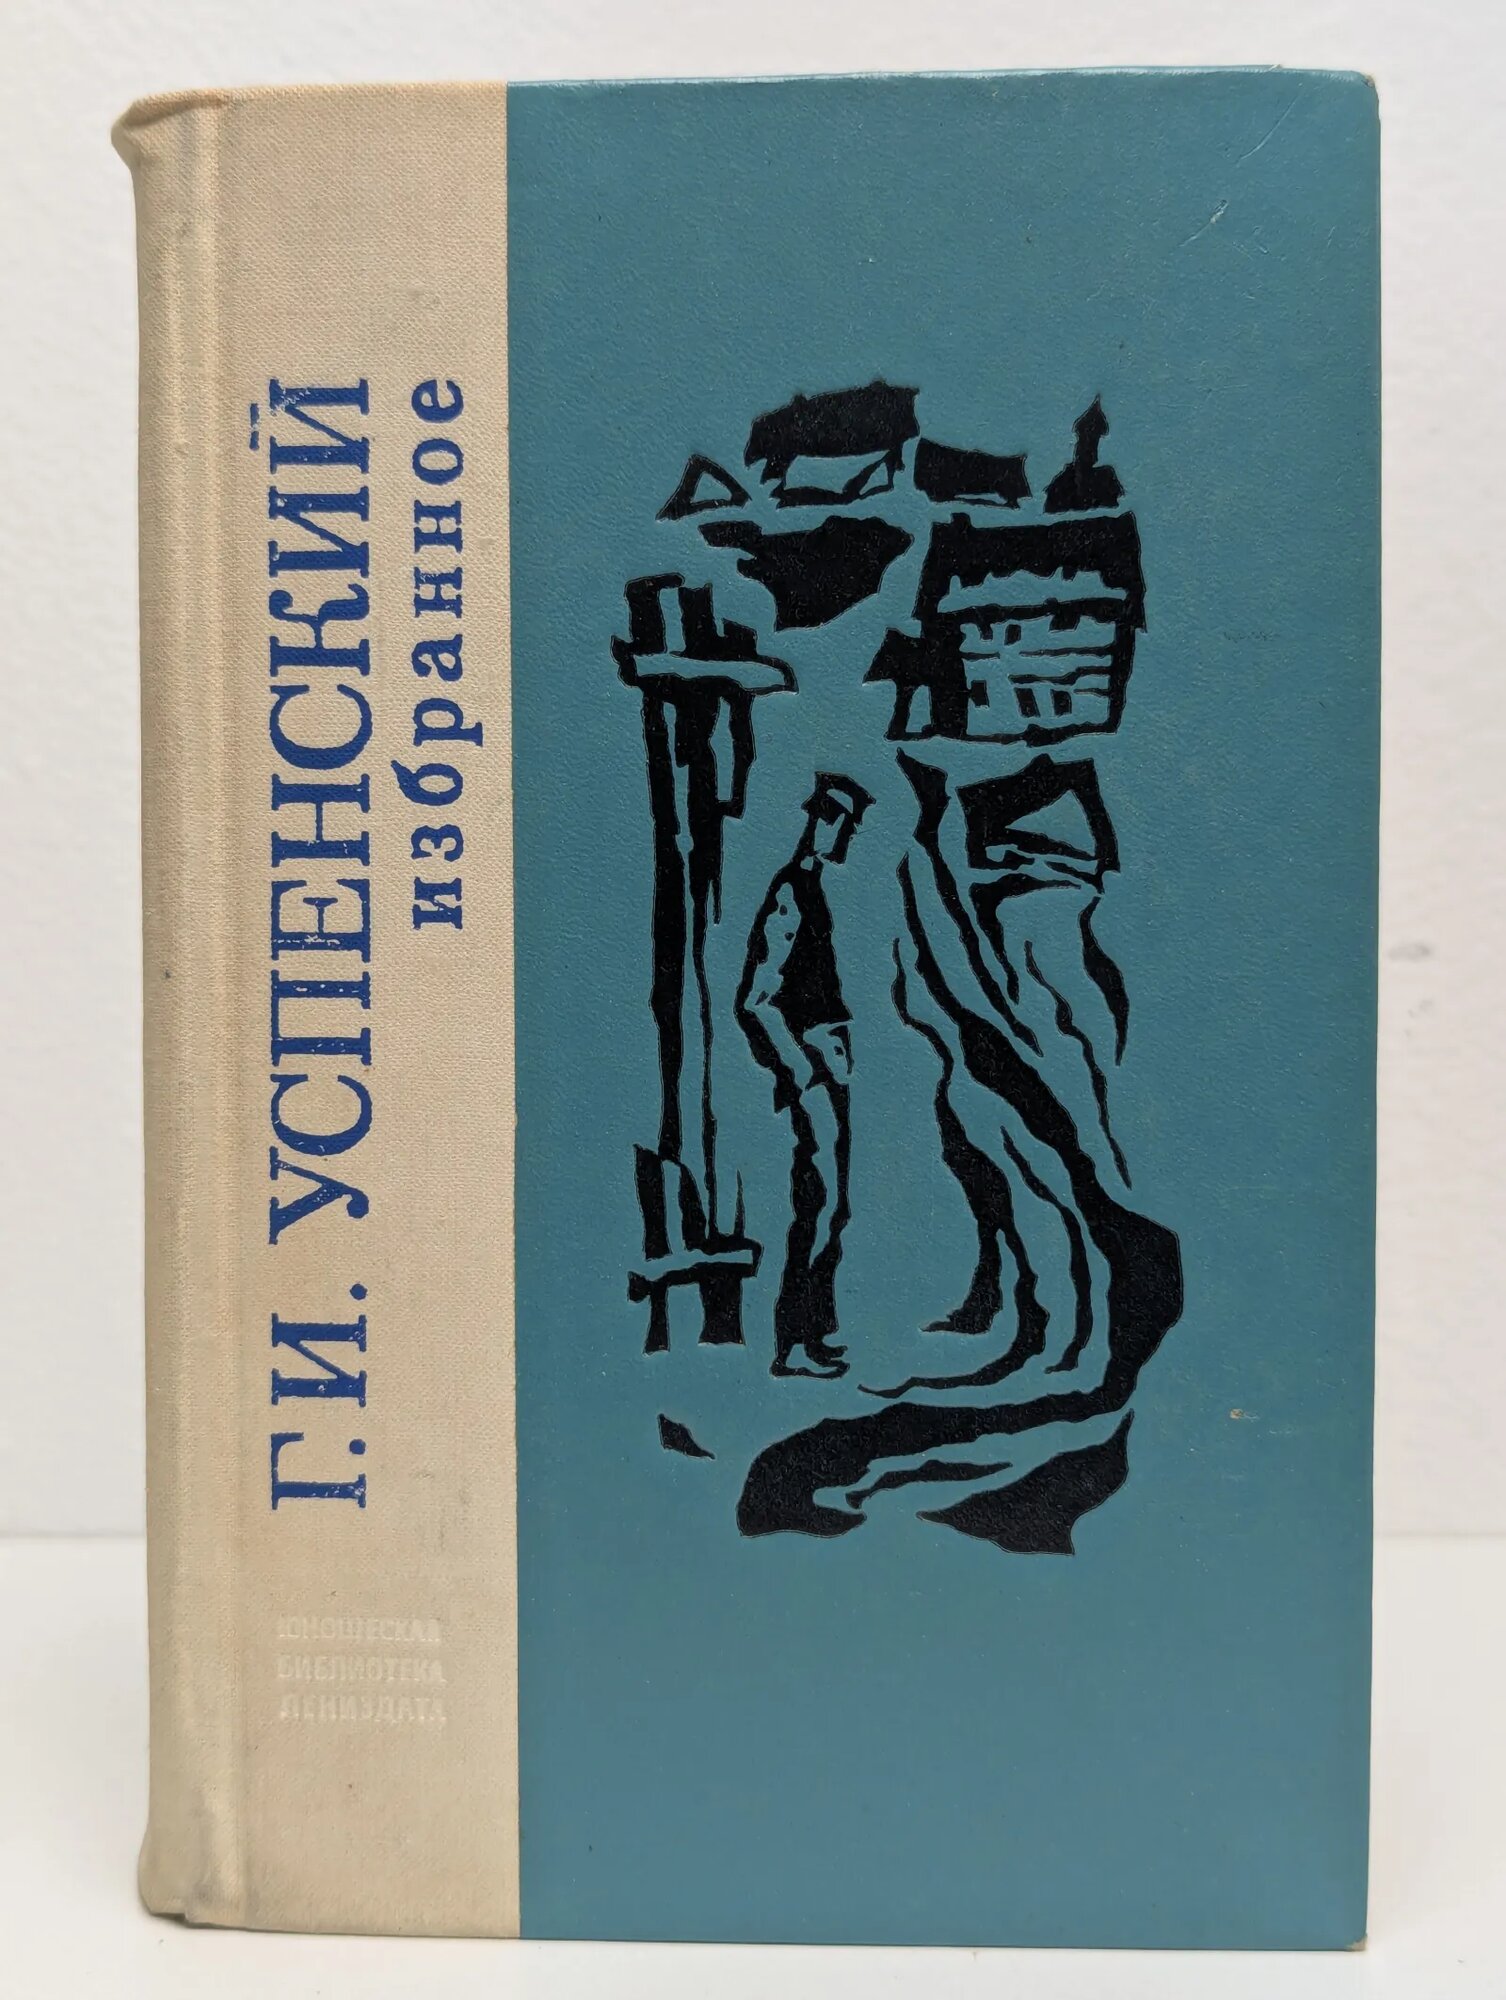 Г. И. УСПЕНСКИЙ
избранное
ЮНОШЕСКАЯ
БИБЛИОТЕКА
ЛЕНИЗДАТА